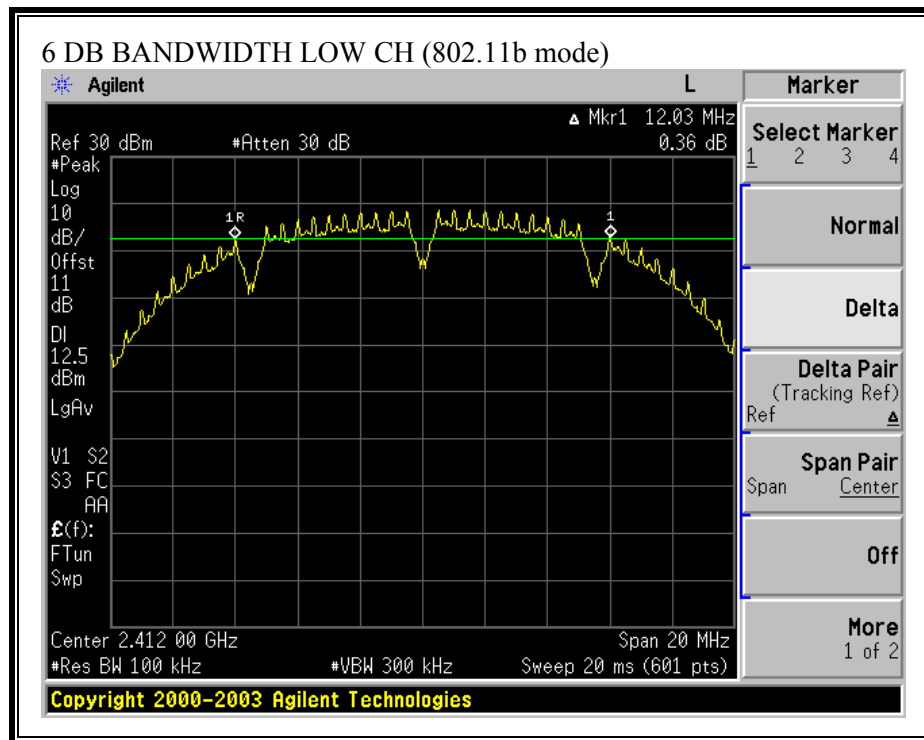 6 DB BANDWIDTH LOW CH (802.11b mode)
Agilent L Marker
Δ Mkr1 12.03 MHz
Ref 30 dBm #Atten 30 dB 0.36 dB
#Peak
Log
10
dB/
Offst
11
dB
DI
12.5
dBm
LgAv
V1 S2
S3 FC
AA
£(f):
FTun
Swp
1R
1
Center 2.412 00 GHz Span 20 MHz
#Res BW 100 kHz #VBW 300 kHz Sweep 20 ms (601 pts)
Copyright 2000-2003 Agilent Technologies
Select Marker
1 2 3 4
Normal
Delta
Delta Pair
(Tracking Ref)
Ref Δ
Span Pair
Span Center
Off
More
1 of 2